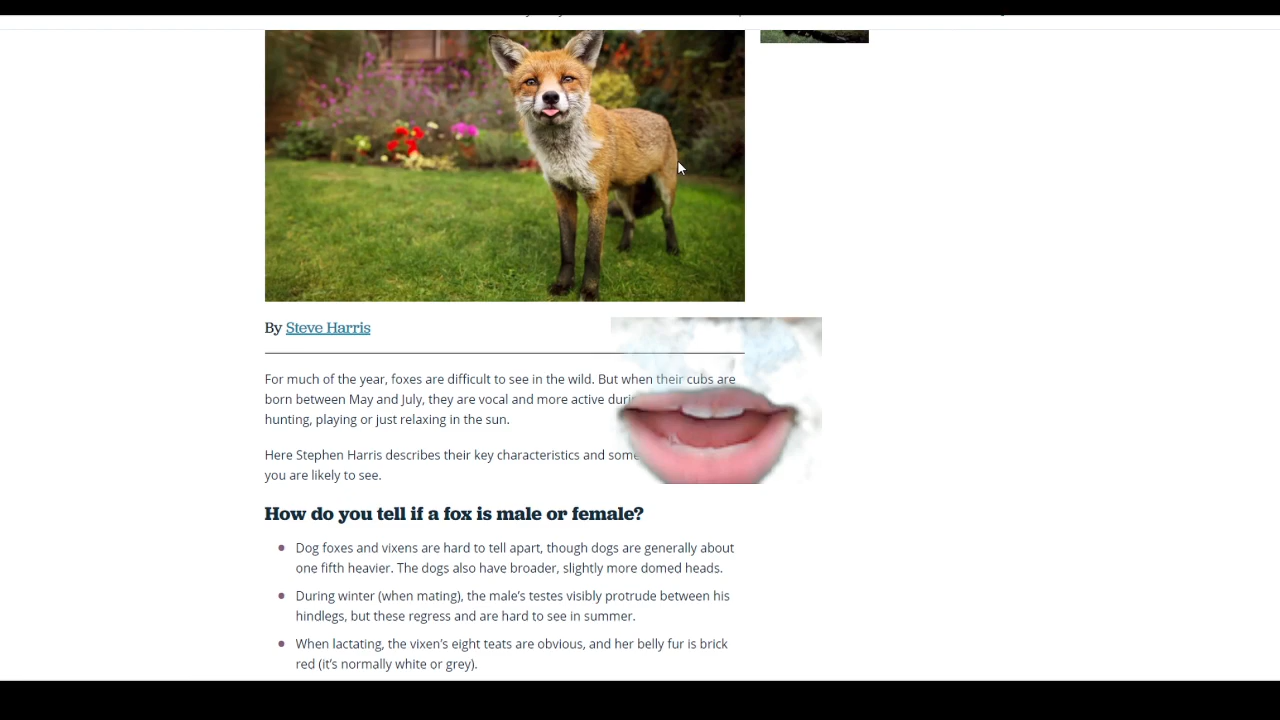 By Steve Harris
For much of the year, foxes are difficult to see in the wild. But when their cubs are
born between May and July, they are vocal and more active
hunting, playing or just relaxing in the sun.
Here Stephen Harris describes their key characteristics and some
you are likely to see.
How do you tell if a fox is male or female?
Dog foxes and vixens are hard to tell apart, though dogs are generally about
one fifth heavier. The dogs also have broader, slightly more domed heads.
During winter (when mating), the male’s testes visibly protrude between his
hindlegs, but these regress and are hard to see in summer.
When lactating, the vixen’s eight teats are obvious, and her belly fur is brick
red (it’s normally white or grey).